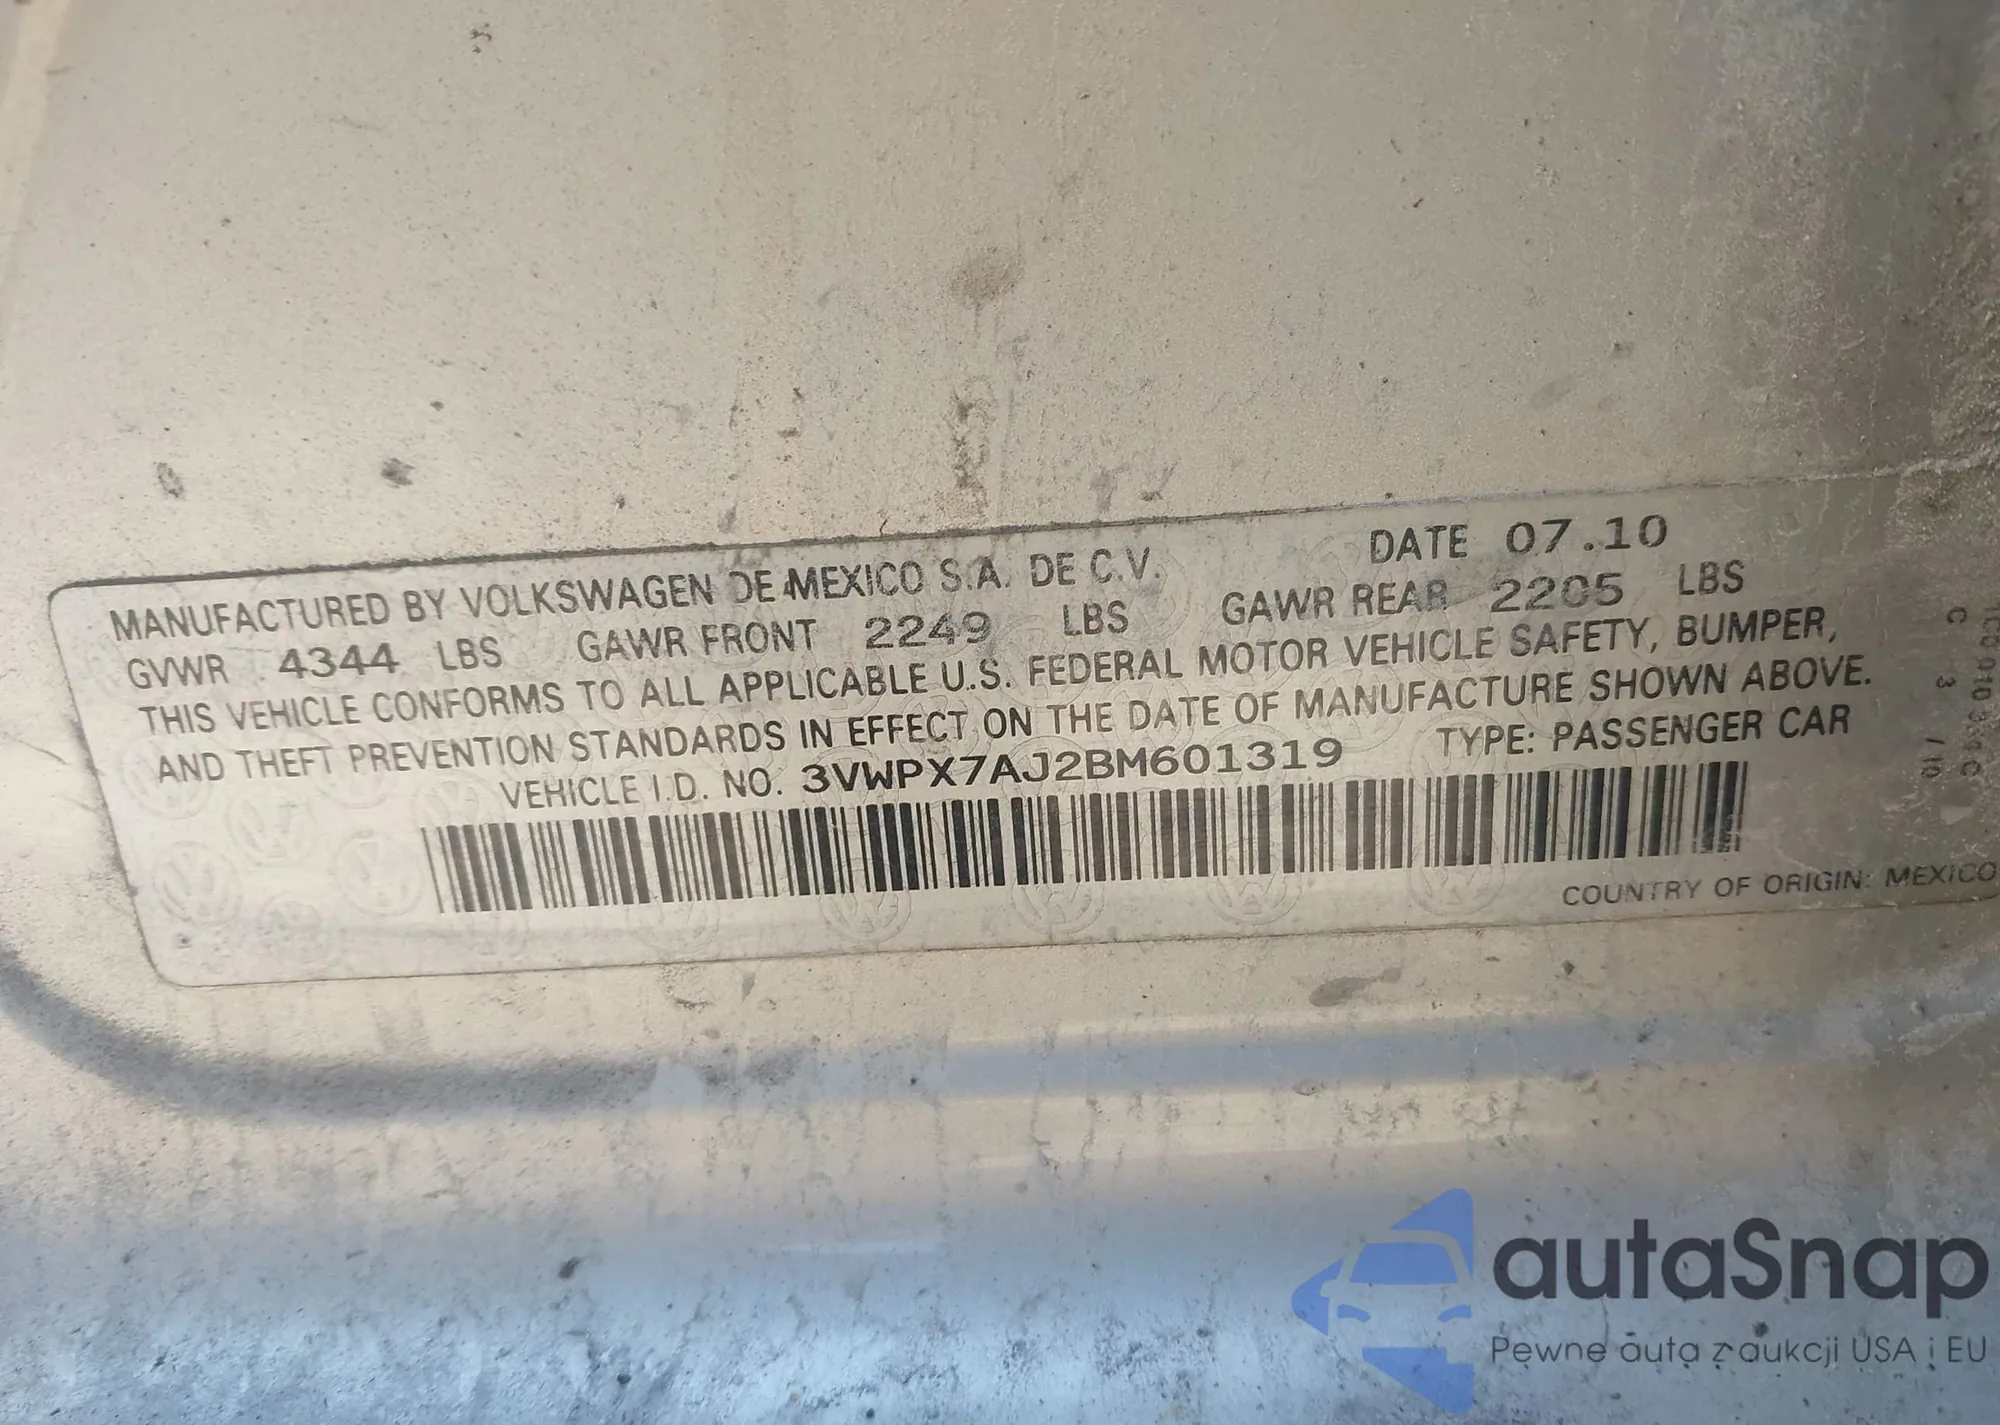 MANUFACTURED BY VOLKSWAGEN DE MEXICO S.A. DE C.V. DATE 07.10
GVWR 4344 LBS GAWR FRONT 2249 LBS GAWR REAR 2205 LBS
THIS VEHICLE CONFORMS TO ALL APPLICABLE U.S. FEDERAL MOTOR VEHICLE SAFETY, BUMPER,
AND THEFT PREVENTION STANDARDS IN EFFECT ON THE DATE OF MANUFACTURE SHOWN ABOVE.
VEHICLE I.D. NO. 3VWPX7AJ2BM601319 TYPE: PASSENGER CAR
COUNTRY OF ORIGIN: MEXICO
autaSnap
Pewne auta z aukcji USA i EU